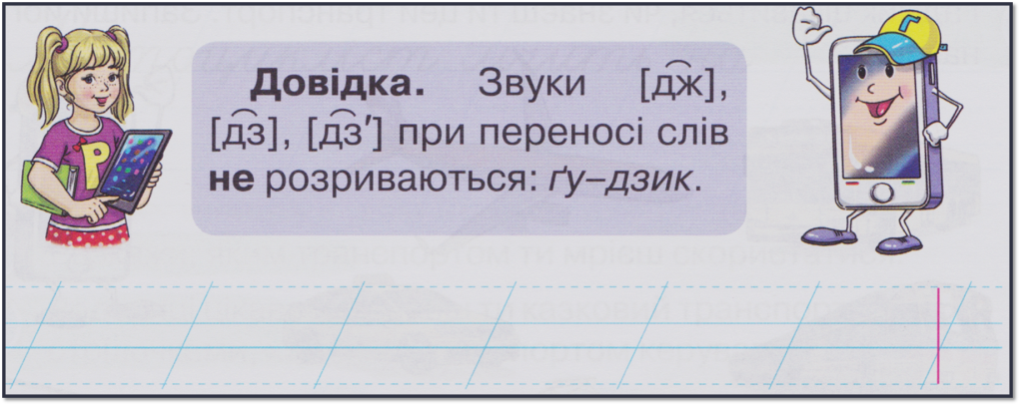 Довідка. Звуки [д͡ж],
[д͡з], [д͡з′] при переносі слів
не розриваються: ґу–дзик.
Р
ґ